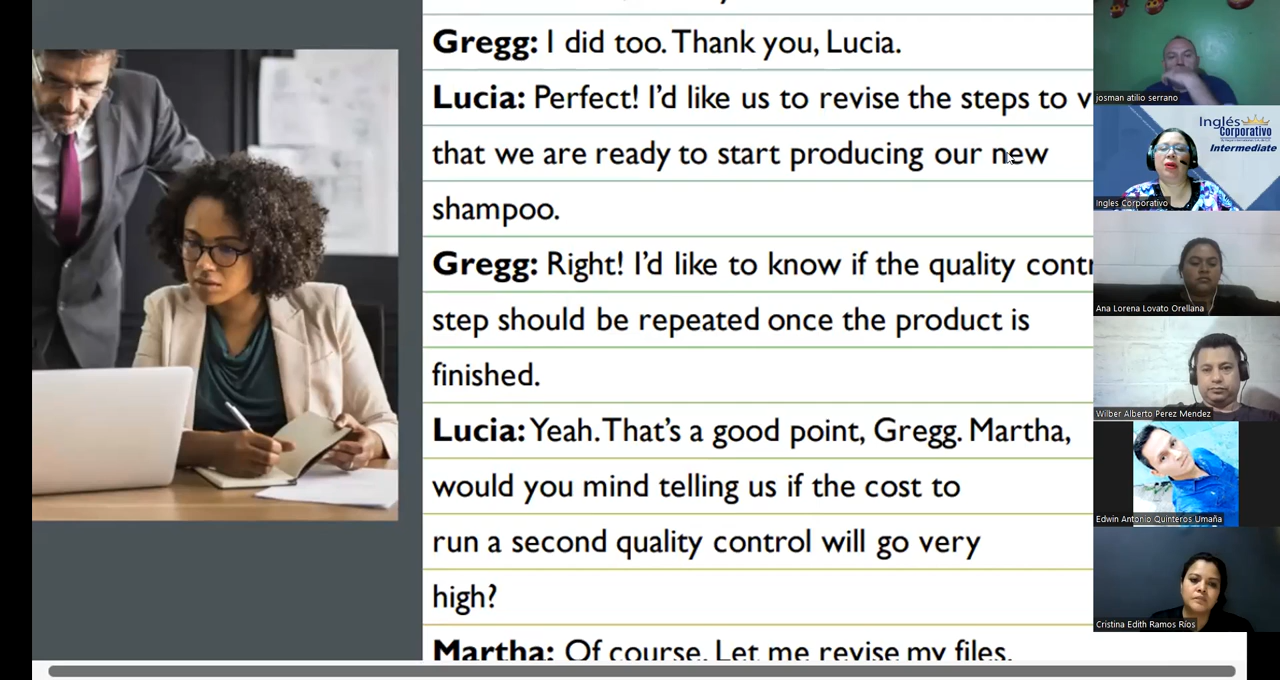 Gregg: I did too. Thank you, Lucia.
Lucia: Perfect! I'd like us to revise the steps to
that we are ready to start producing our new
shampoo.
Gregg: Right! I'd like to know if the quality
step should be repeated once the product is
finished.
Lucia: Yeah. That's a good point, Gregg. Martha,
would you mind telling us if the cost to
run a second quality control will go very
high?
Martha: Of course. Let me revise my files.
josman atilio serrano
Inglés
Corporativo
Intermediate
Ingles Corporativo
Ana Lorena Lovato Orellana
Wilber Alberto Perez Mendez
Edwin Antonio Quinteros Umaña
Cristina Edith Ramos Rios